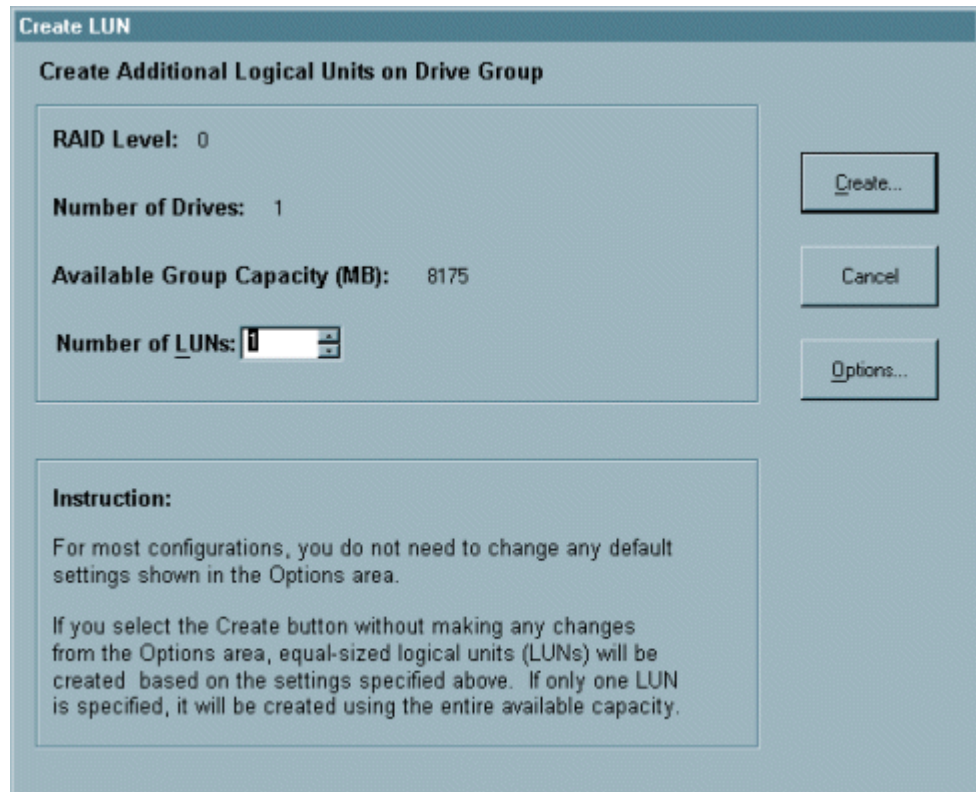 Create LUN
Create Additional Logical Units on Drive Group
RAID Level: 0
Number of Drives: 1
Available Group Capacity (MB): 8175
Number of LUNs: 1
Create...
Cancel
Options...
Instruction:
For most configurations, you do not need to change any default
settings shown in the Options area.
If you select the Create button without making any changes
from the Options area, equal-sized logical units (LUNs) will be
created  based on the settings specified above.  If only one LUN
is specified, it will be created using the entire available capacity.